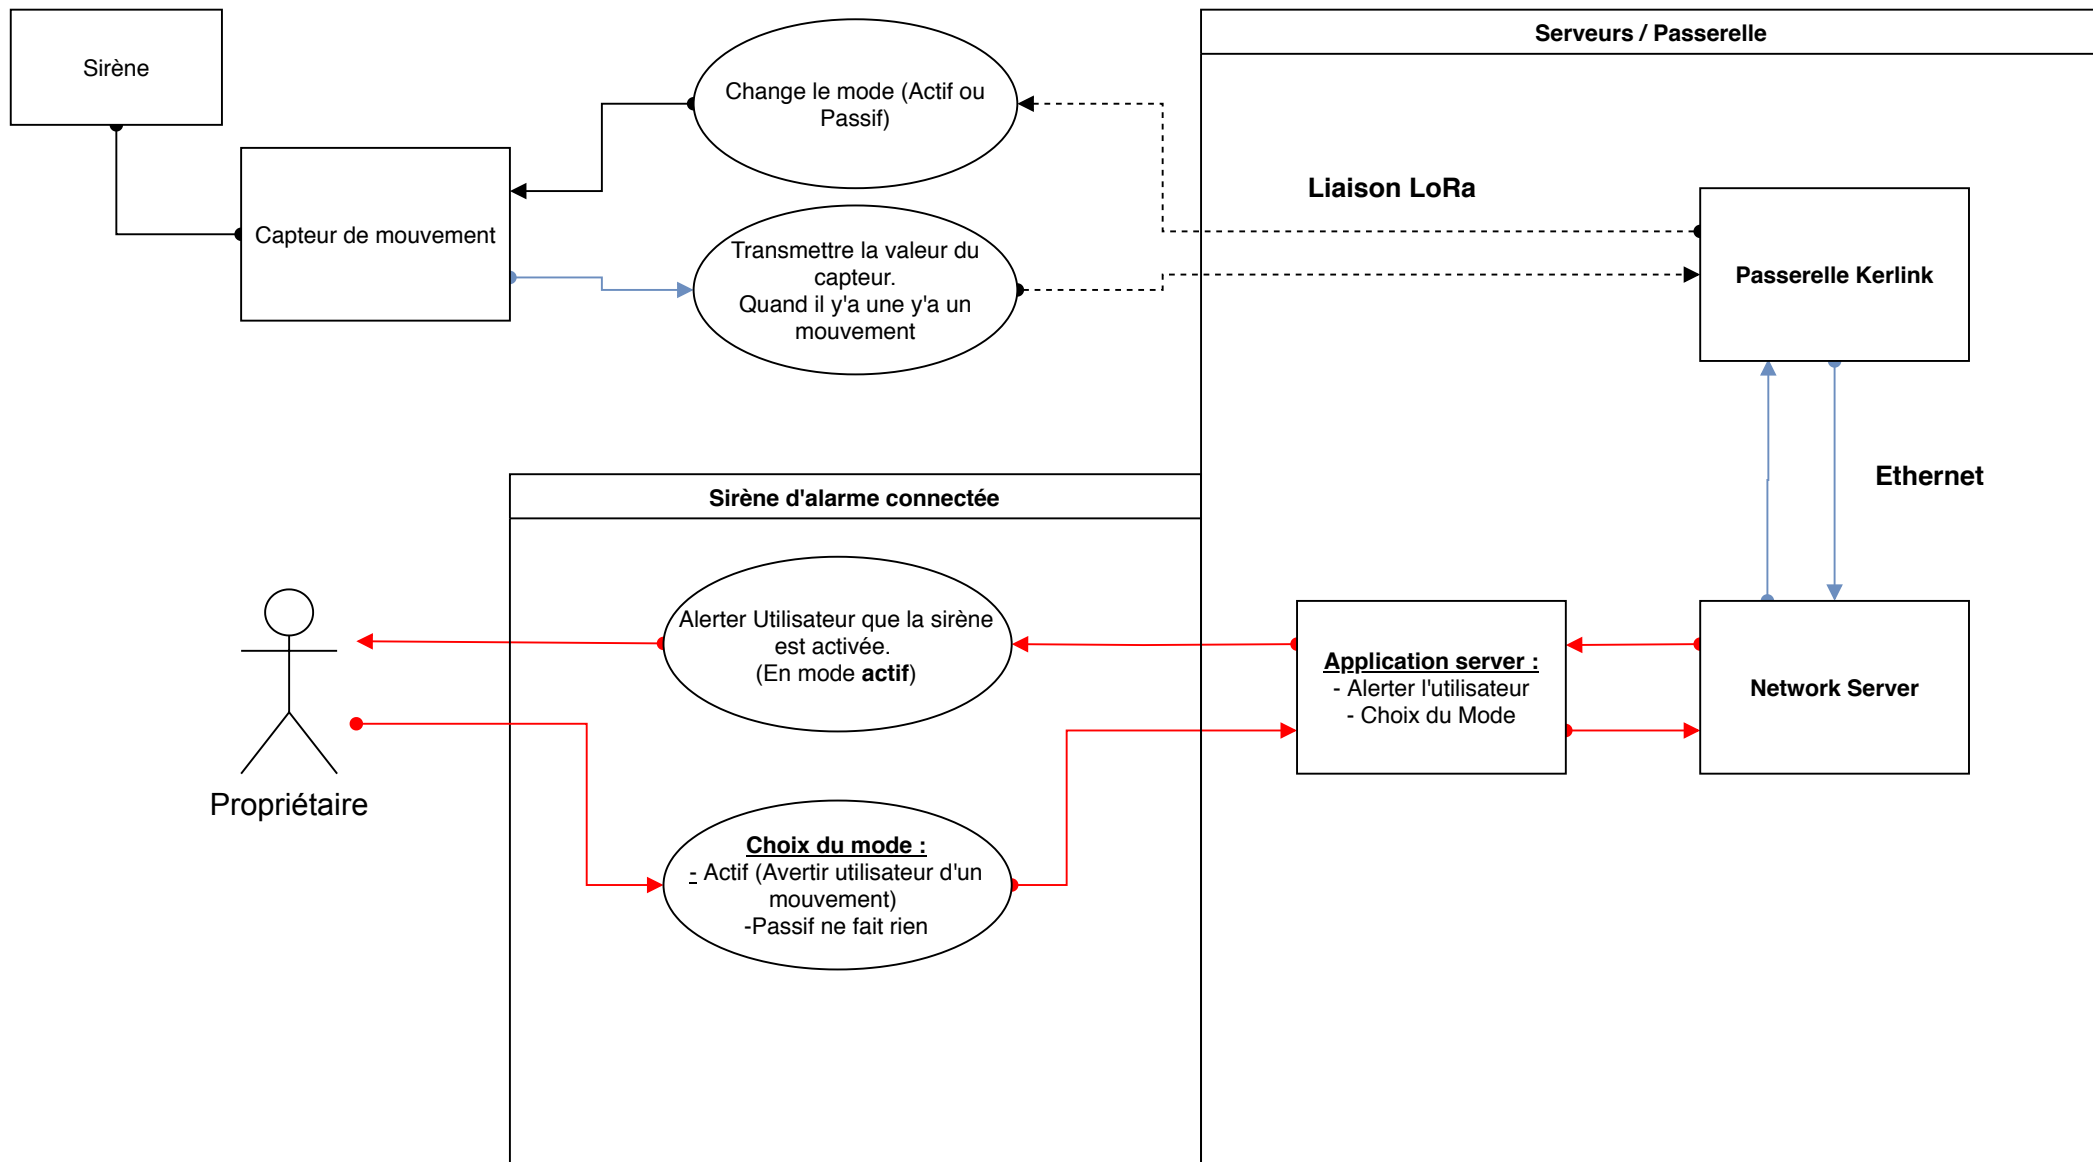 Serveurs / Passerelle
Sirène
Change le mode (Actif ou
Passif)
Liaison LoRa
Capteur de mouvement
Transmettre la valeur du
capteur.
Quand il y'a une y'a un
mouvement
Passerelle Kerlink
Ethernet
Sirène d'alarme connectée
Alerter Utilisateur que la sirène
est activée.
(En mode actif)
Application server :
- Alerter l'utilisateur
- Choix du Mode
Network Server
Propriétaire
Choix du mode :
- Actif (Avertir utilisateur d'un
mouvement)
-Passif ne fait rien